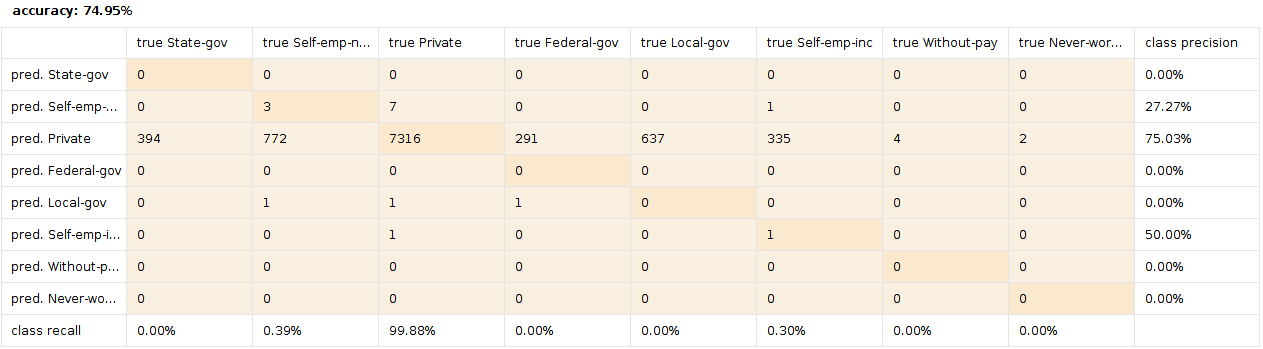 accuracy: 74.95%
true State-gov true Self-emp-n... true Private true Federal-gov true Local-gov true Self-emp-inc true Without-pay true Never-wor... class precision
pred. State-gov 0 0 0 0 0 0 0 0 0.00%
pred. Self-emp-... 0 3 7 0 0 1 0 0 27.27%
pred. Private 394 772 7316 291 637 335 4 2 75.03%
pred. Federal-gov 0 0 0 0 0 0 0 0 0.00%
pred. Local-gov 0 1 1 1 0 0 0 0 0.00%
pred. Self-emp-i... 0 0 1 0 0 1 0 0 50.00%
pred. Without-p... 0 0 0 0 0 0 0 0 0.00%
pred. Never-wo... 0 0 0 0 0 0 0 0 0.00%
class recall 0.00% 0.39% 99.88% 0.00% 0.00% 0.30% 0.00% 0.00%